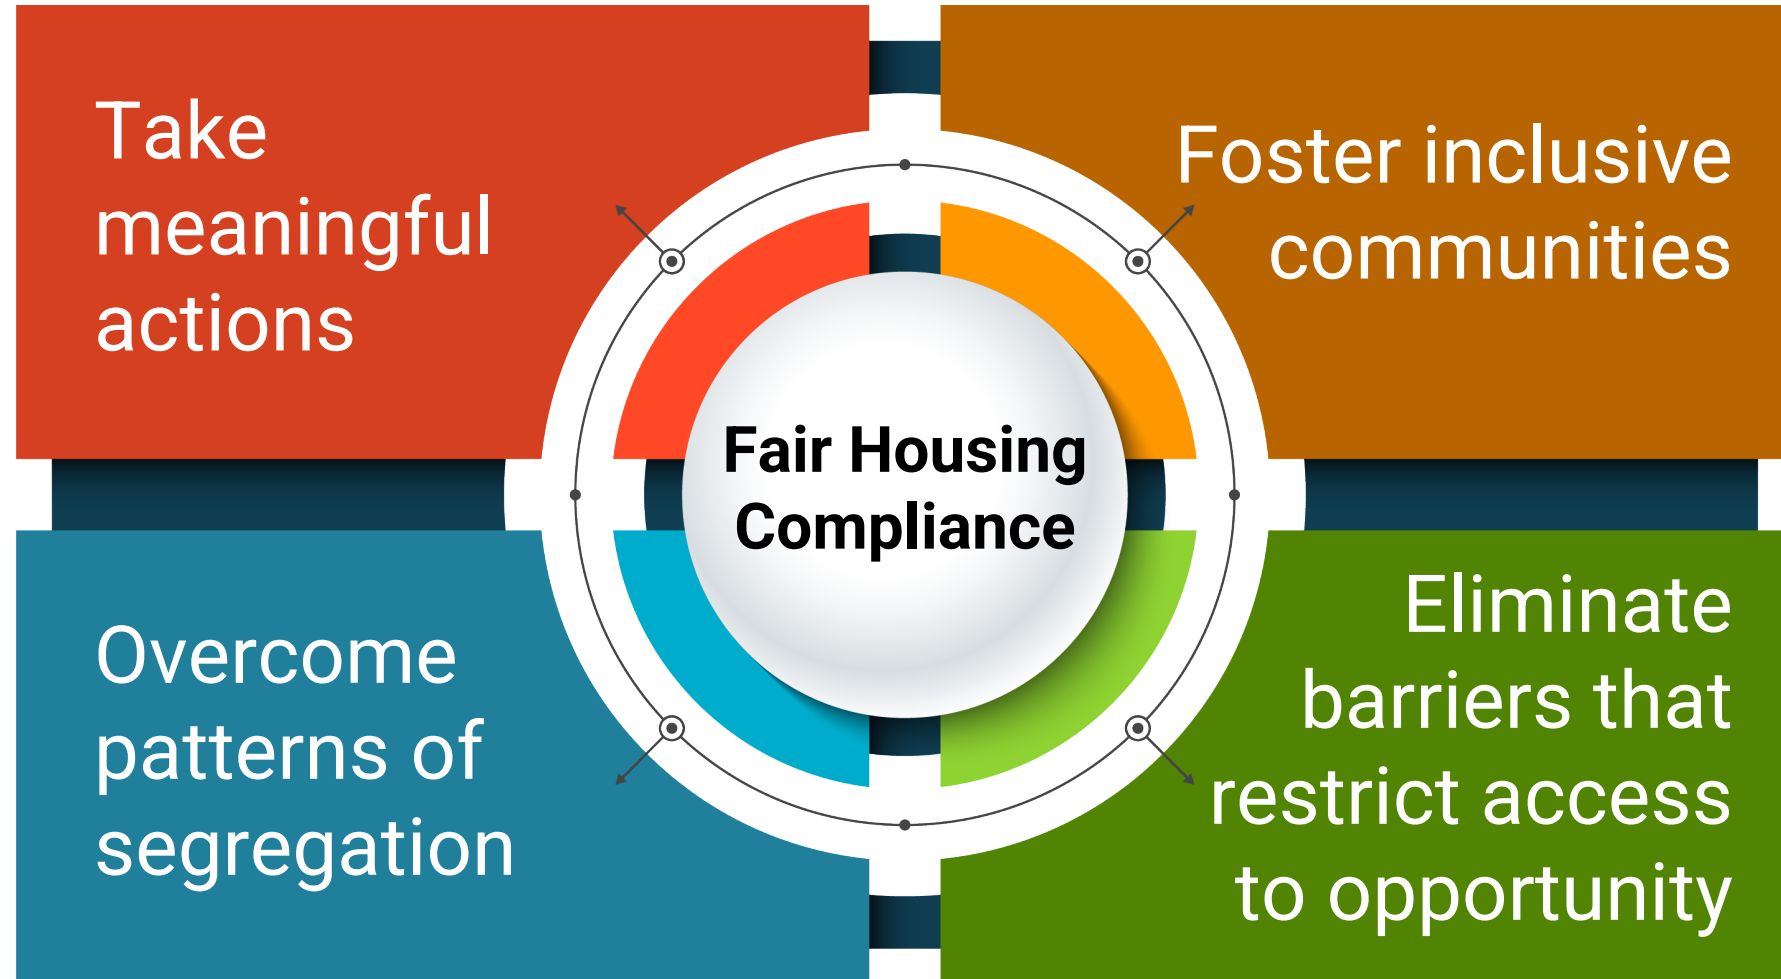 Take
meaningful
actions
Foster inclusive
communities
Fair Housing
Compliance
Overcome
patterns of
segregation
Eliminate
barriers that
restrict access
to opportunity